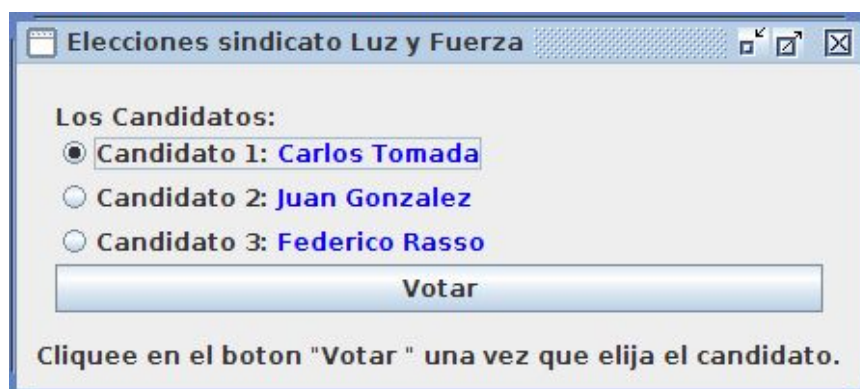 Elecciones sindicato Luz y Fuerza
Los Candidatos:
Candidato 1: Carlos Tomada
Candidato 2: Juan Gonzalez
Candidato 3: Federico Rasso
Votar
Cliquee en el boton "Votar " una vez que elija el candidato.